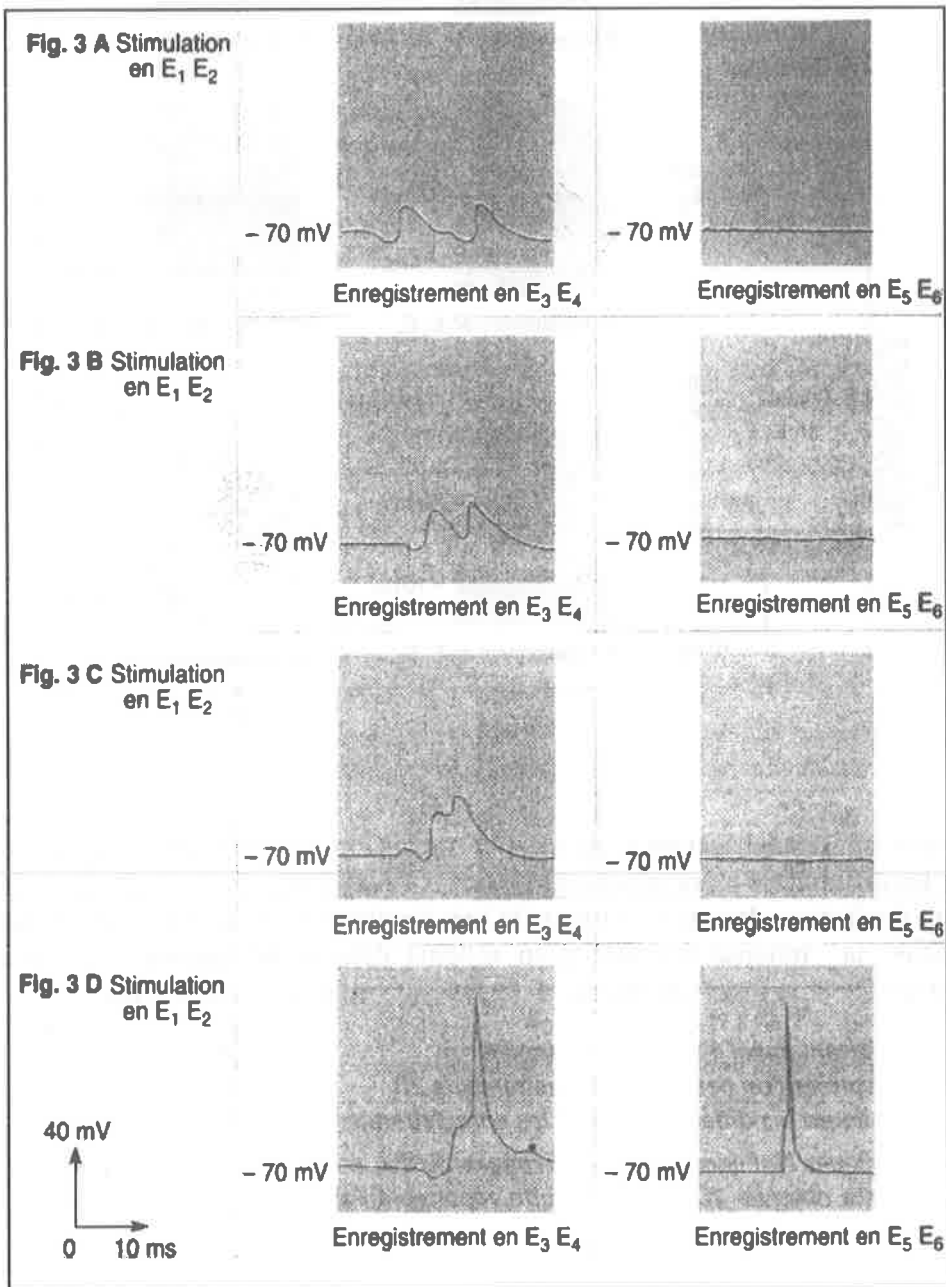 Fig. 3 A Stimulation
en E₁ E₂
– 70 mV
– 70 mV
Enregistrement en E₃ E₄
Enregistrement en E₅ E₆
Fig. 3 B Stimulation
en E₁ E₂
– 70 mV
– 70 mV
Enregistrement en E₃ E₄
Enregistrement en E₅ E₆
Fig. 3 C Stimulation
en E₁ E₂
– 70 mV
– 70 mV
Enregistrement en E₃ E₄
Enregistrement en E₅ E₆
Fig. 3 D Stimulation
en E₁ E₂
40 mV
– 70 mV
– 70 mV
0 10 ms
Enregistrement en E₃ E₄
Enregistrement en E₅ E₆